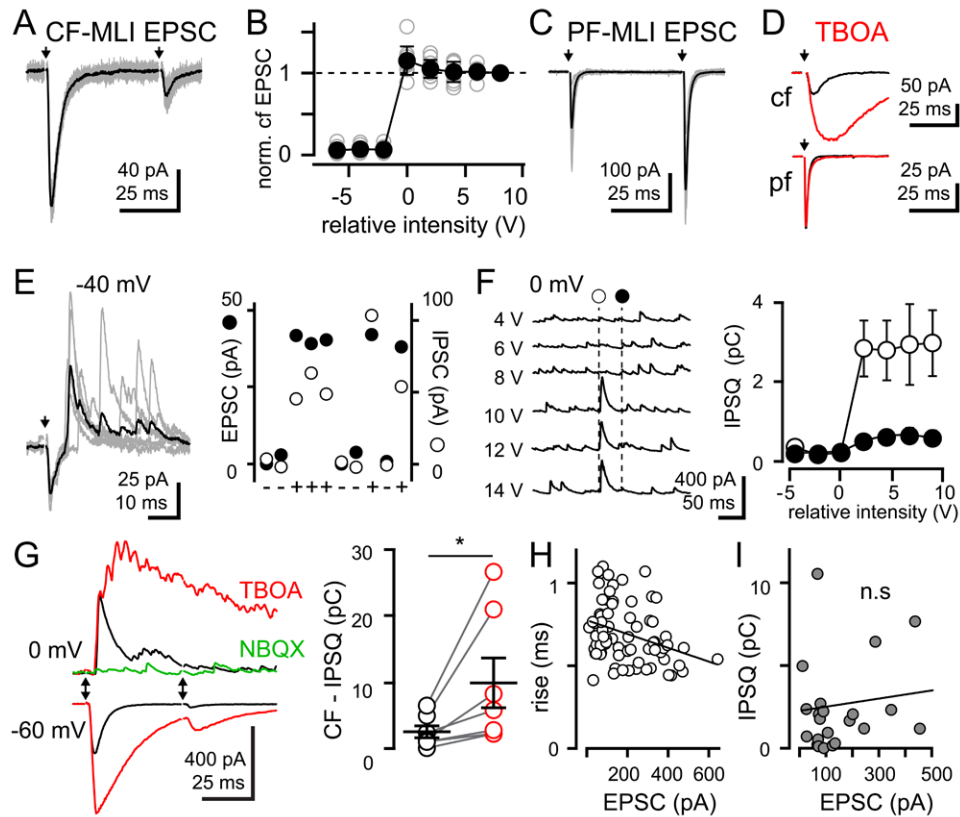 A
CF-MLI EPSC
40 pA
25 ms
B
norm. cf EPSC
1
0
-5
0
5
10
relative intensity (V)
C
PF-MLI EPSC
100 pA
25 ms
D
TBOA
cf
50 pA
25 ms
pf
25 pA
25 ms
E
-40 mV
25 pA
10 ms
50
0
EPSC (pA)
100
0
IPSC (pA)
- - + + + - - + - +
F
0 mV
4 V
6 V
8 V
10 V
12 V
14 V
400 pA
50 ms
IPSQ (pC)
4
2
0
-5
0
5
10
relative intensity (V)
G
TBOA
NBQX
0 mV
-60 mV
400 pA
25 ms
CF - IPSQ (pC)
30
20
10
0
*
H
rise (ms)
1
0
200
400
600
EPSC (pA)
I
n.s
IPSQ (pC)
10
0
100
300
500
EPSC (pA)